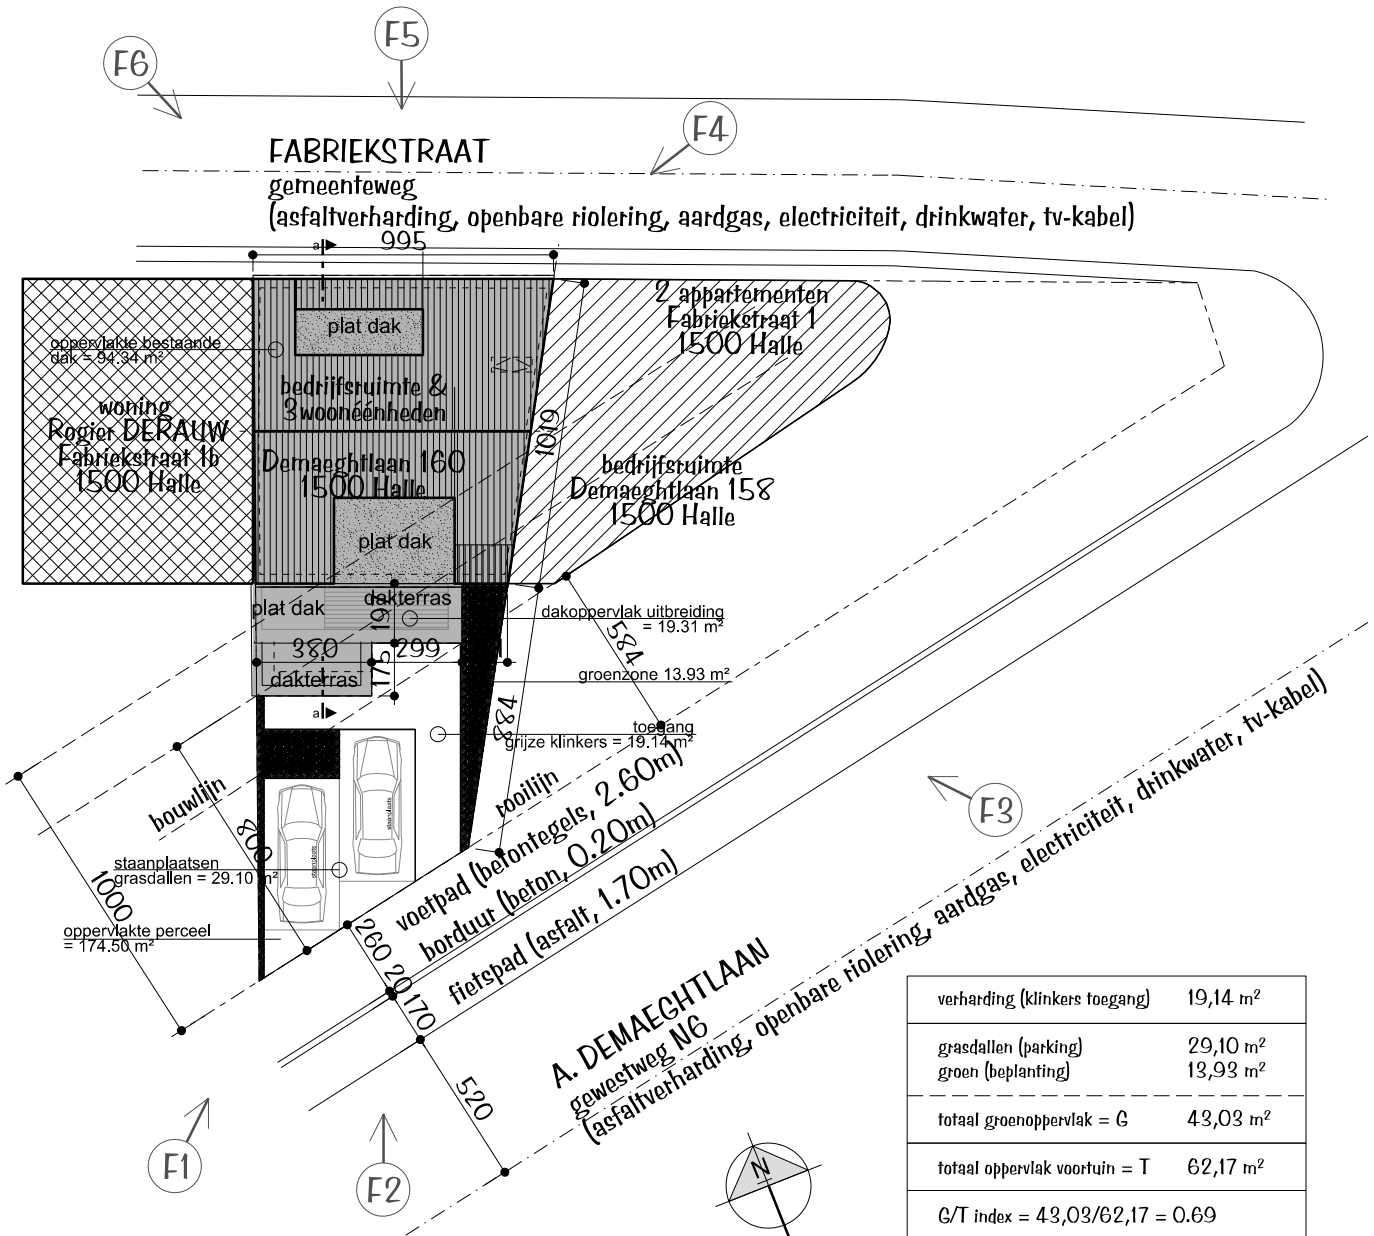 F6
F5
F4
FABRIEKSTRAAT
gemeenteweg
(asfaltverharding, openbare riolering, aardgas, electriciteit, drinkwater, tv-kabel)
a
995
plat dak
oppervlakte bestaande
dak = 94.34 m²
2 appartementen
Fabriekstraat 1
1500 Halle
bedrijfsruimte &
3 wooneénheden
woning
Rogier DERAUW
Fabriekstraat 1b
1500 Halle
Demaeghtlaan 160
1500 Halle
1019
bedrijfsruimte
Demaeghtlaan 158
1500 Halle
plat dak
plat dak
dakterras
191
dakoppervlak uitbreiding
= 19.31 m²
584
380
299
175
dakterras
groenzone 13.93 m²
a
884
toegang
grijze klinkers = 19.14 m²
bouwlijn
rooilijn
808
1000
staanplaats
staanplaats
staanplaatsen
grasdallen = 29.10 m²
oppervlakte perceel
= 174.50 m²
voetpad (betontegels, 2.60m)
borduur (beton, 0.20m)
fietspad (asfalt, 1.70m)
260
20
170
520
F3
A. DEMAEGHTLAAN
gewestweg N6
(asfaltverharding, openbare riolering, aardgas, electriciteit, drinkwater, tv-kabel)
F1
F2
N
verharding (klinkers toegang) 19,14 m²
grasdallen (parking) 29,10 m²
groen (beplanting) 13,93 m²
totaal groenoppervlak = G 43,03 m²
totaal oppervlak voortuin = T 62,17 m²
G/T index = 43,03/62,17 = 0.69